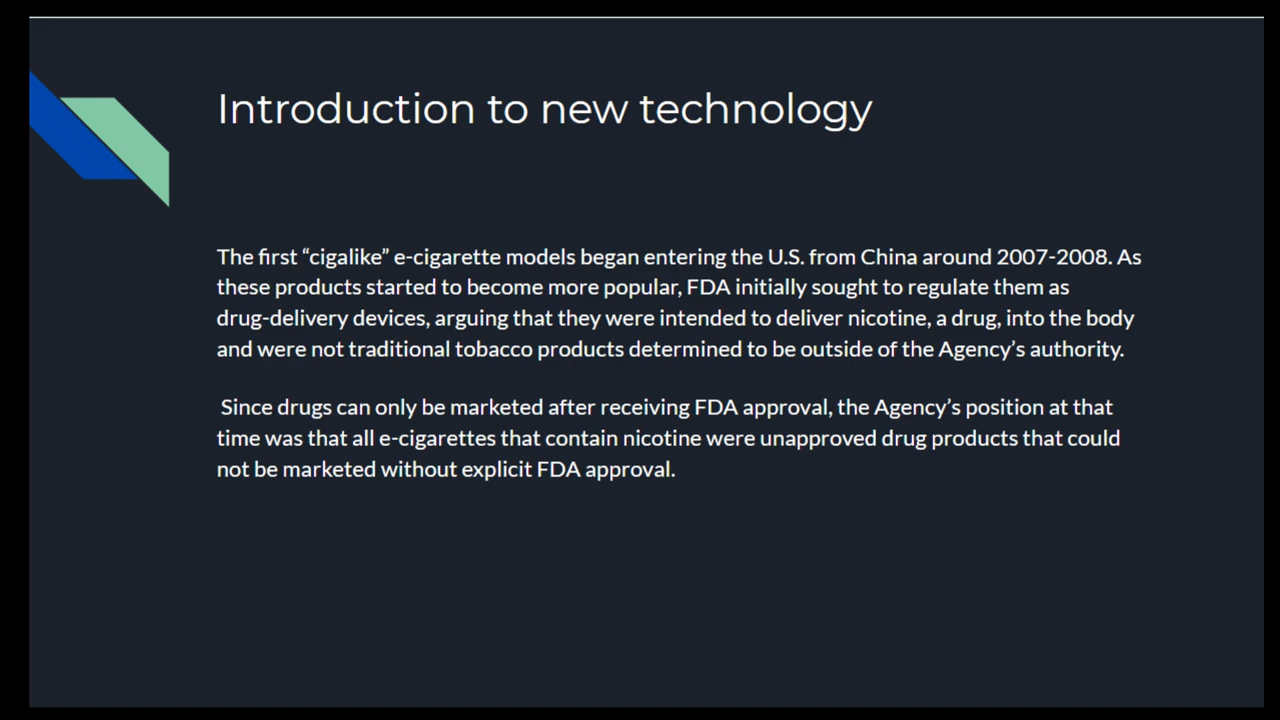 Introduction to new technology
The first “cigalike” e-cigarette models began entering the U.S. from China around 2007-2008. As
these products started to become more popular, FDA initially sought to regulate them as
drug-delivery devices, arguing that they were intended to deliver nicotine, a drug, into the body
and were not traditional tobacco products determined to be outside of the Agency’s authority.
Since drugs can only be marketed after receiving FDA approval, the Agency’s position at that
time was that all e-cigarettes that contain nicotine were unapproved drug products that could
not be marketed without explicit FDA approval.